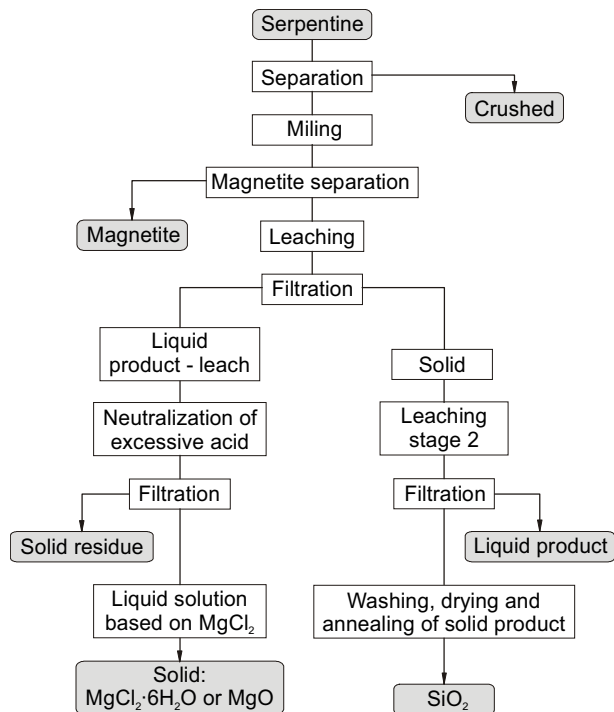 Serpentine
Separation
Crushed
Miling
Magnetite separation
Magnetite
Leaching
Filtration
Liquid
product - leach
Solid
Neutralization of
excessive acid
Leaching
stage 2
Filtration
Filtration
Solid residue
Liquid product
Liquid solution
based on MgCl₂
Washing, drying and
annealing of solid product
Solid:
MgCl₂·6H₂O or MgO
SiO₂